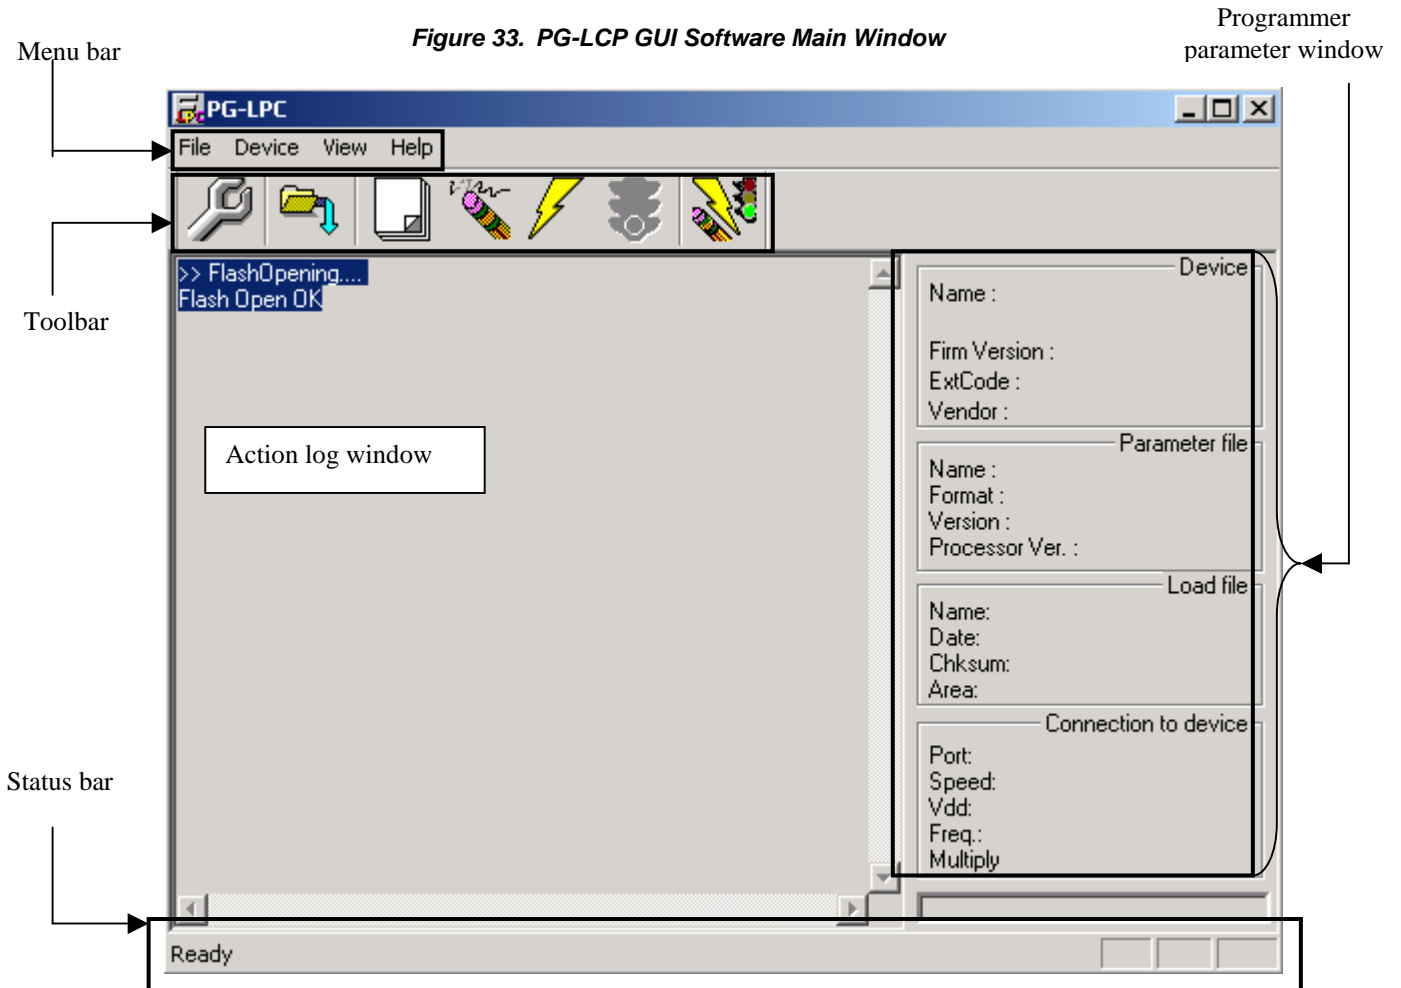 Programmer
parameter window
Menu bar
Figure 33. PG-LCP GUI Software Main Window
PG-LPC
File Device View Help
Toolbar
>> FlashOpening....
Flash Open OK
Action log window
Device
Name :
Firm Version :
ExtCode :
Vendor :
Parameter file
Name :
Format :
Version :
Processor Ver. :
Load file
Name:
Date:
Chksum:
Area:
Connection to device
Port:
Speed:
Vdd:
Freq.:
Multiply
Status bar
Ready